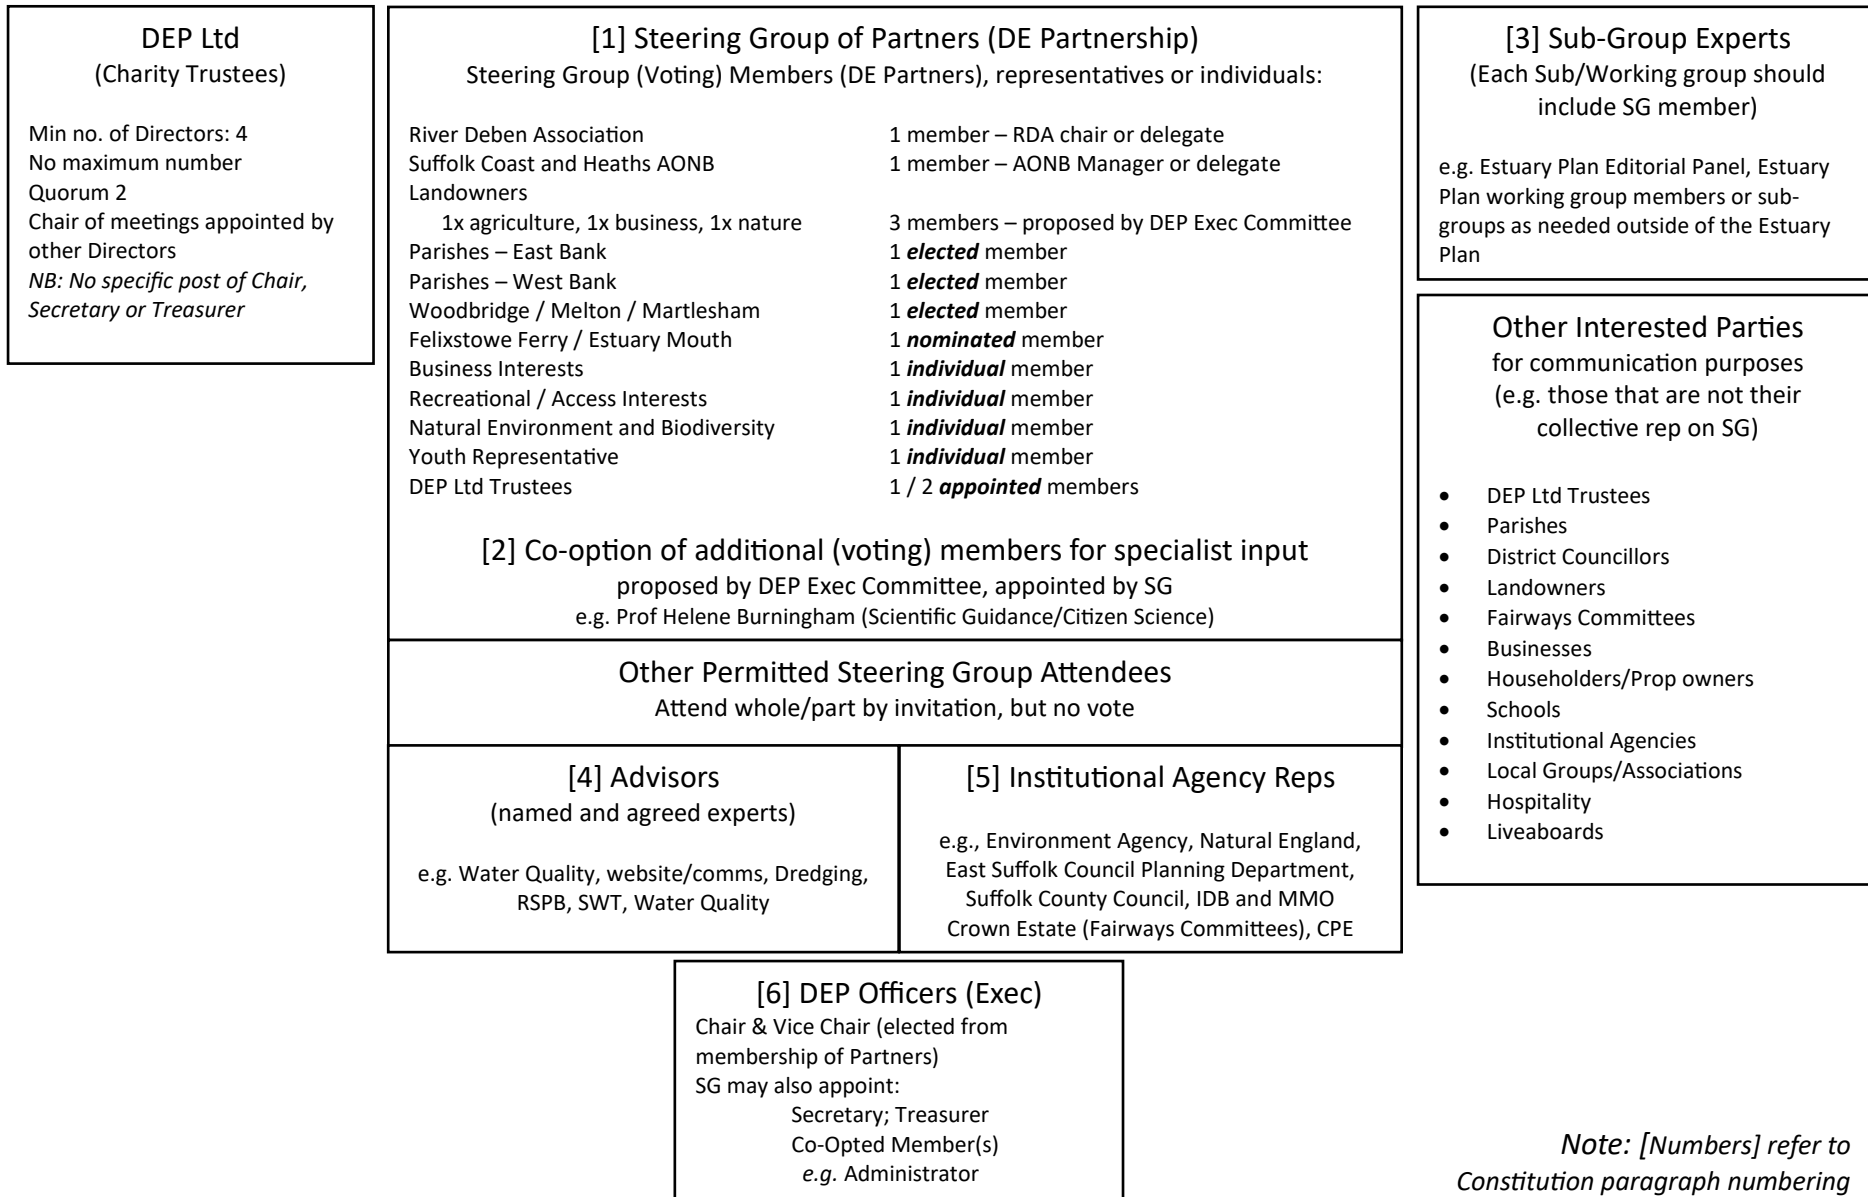 DEP Ltd
(Charity Trustees)
Min no. of Directors: 4
No maximum number
Quorum 2
Chair of meetings appointed by
other Directors
NB: No specific post of Chair,
Secretary or Treasurer
[1] Steering Group of Partners (DE Partnership)
Steering Group (Voting) Members (DE Partners), representatives or individuals:
River Deben Association 1 member – RDA chair or delegate
Suffolk Coast and Heaths AONB 1 member – AONB Manager or delegate
Landowners
1x agriculture, 1x business, 1x nature 3 members – proposed by DEP Exec Committee
Parishes – East Bank 1 elected member
Parishes – West Bank 1 elected member
Woodbridge / Melton / Martlesham 1 elected member
Felixstowe Ferry / Estuary Mouth 1 nominated member
Business Interests 1 individual member
Recreational / Access Interests 1 individual member
Natural Environment and Biodiversity 1 individual member
Youth Representative 1 individual member
DEP Ltd Trustees 1 / 2 appointed members
[2] Co-option of additional (voting) members for specialist input
proposed by DEP Exec Committee, appointed by SG
e.g. Prof Helene Burningham (Scientific Guidance/Citizen Science)
Other Permitted Steering Group Attendees
Attend whole/part by invitation, but no vote
[4] Advisors
(named and agreed experts)
e.g. Water Quality, website/comms, Dredging,
RSPB, SWT, Water Quality
[5] Institutional Agency Reps
e.g., Environment Agency, Natural England,
East Suffolk Council Planning Department,
Suffolk County Council, IDB and MMO
Crown Estate (Fairways Committees), CPE
[6] DEP Officers (Exec)
Chair & Vice Chair (elected from
membership of Partners)
SG may also appoint:
Secretary; Treasurer
Co-Opted Member(s)
e.g. Administrator
[3] Sub-Group Experts
(Each Sub/Working group should
include SG member)
e.g. Estuary Plan Editorial Panel, Estuary
Plan working group members or sub-
groups as needed outside of the Estuary
Plan
Other Interested Parties
for communication purposes
(e.g. those that are not their
collective rep on SG)
• DEP Ltd Trustees
• Parishes
• District Councillors
• Landowners
• Fairways Committees
• Businesses
• Householders/Prop owners
• Schools
• Institutional Agencies
• Local Groups/Associations
• Hospitality
• Liveaboards
Note: [Numbers] refer to
Constitution paragraph numbering